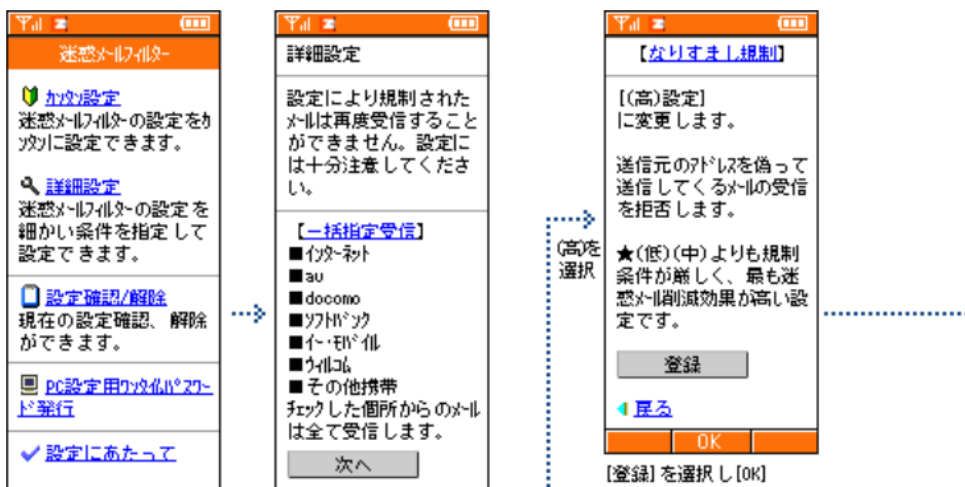 迷惑ﾒｰﾙﾌｨﾙﾀｰ
ｶﾝﾀﾝ設定
迷惑ﾒｰﾙﾌｨﾙﾀｰの設定をｶ
ﾝﾀﾝに設定できます。
詳細設定
迷惑ﾒｰﾙﾌｨﾙﾀｰの設定を
細かい条件を指定して
設定できます。
設定確認/解除
現在の設定確認、解除
ができます。
PC設定用ﾜﾝﾀｲﾑﾊﾟｽﾜｰ
ﾄﾞ発行
設定にあたって
詳細設定
設定により規制された
ﾒｰﾙは再度受信すること
ができません。設定に
は十分注意してくださ
い。
【一括指定受信】
■ｲﾝﾀｰﾈｯﾄ
■au
■docomo
■ｿﾌﾄﾊﾞﾝｸ
■ｲｰ･ﾓﾊﾞｲﾙ
■ｳｨﾙｺﾑ
■その他携帯
ﾁｪｯｸした個所からのﾒｰﾙ
は全て受信します。
次へ
(高)を
選択
【なりすまし規制】
[(高)設定]
に変更します。
送信元のｱﾄﾞﾚｽを偽って
送信してくるﾒｰﾙの受信
を拒否します。
★(低)(中)よりも規制
条件が厳しく、最も迷
惑ﾒｰﾙ削減効果が高い設
定です。
登録
戻る
OK
[登録]を選択し[OK]